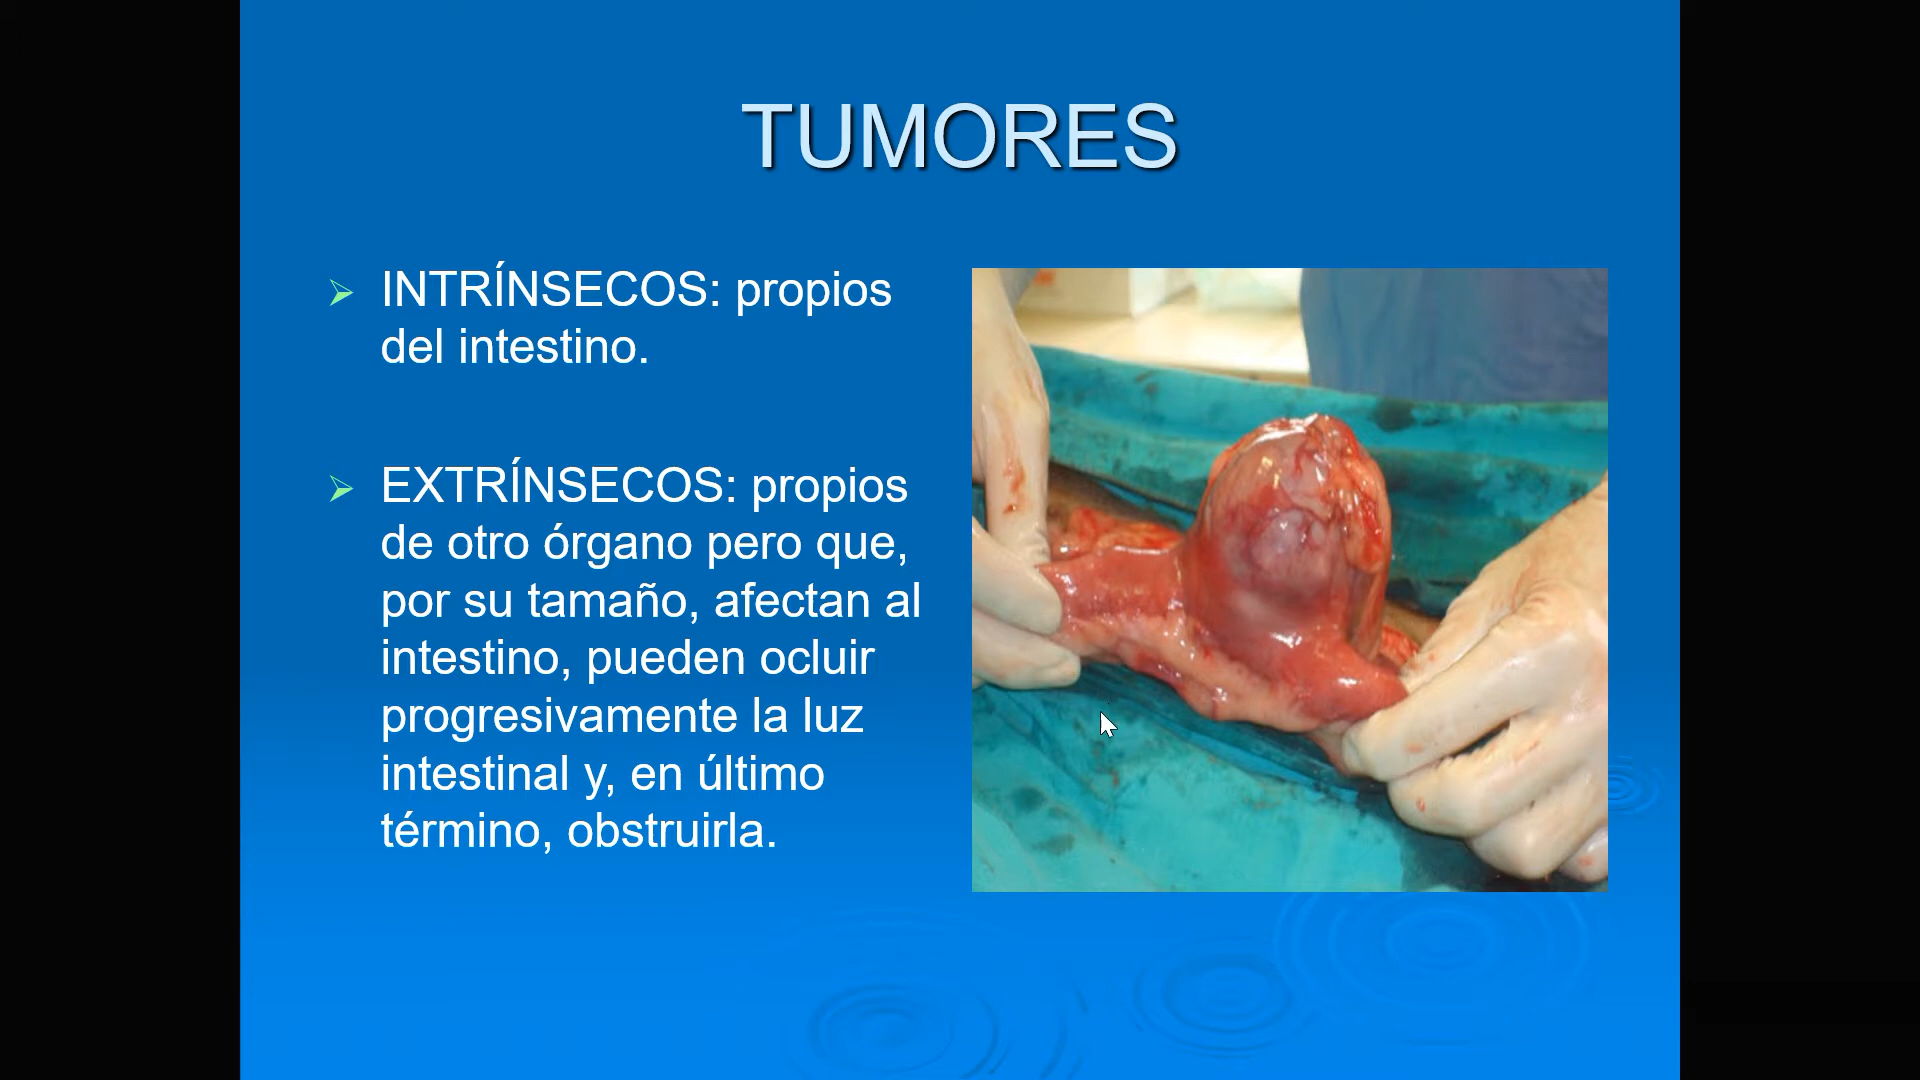 TUMORES
INTRÍNSECOS: propios
del intestino.
EXTRÍNSECOS: propios
de otro órgano pero que,
por su tamaño, afectan al
intestino, pueden ocluir
progresivamente la luz
intestinal y, en último
término, obstruirla.